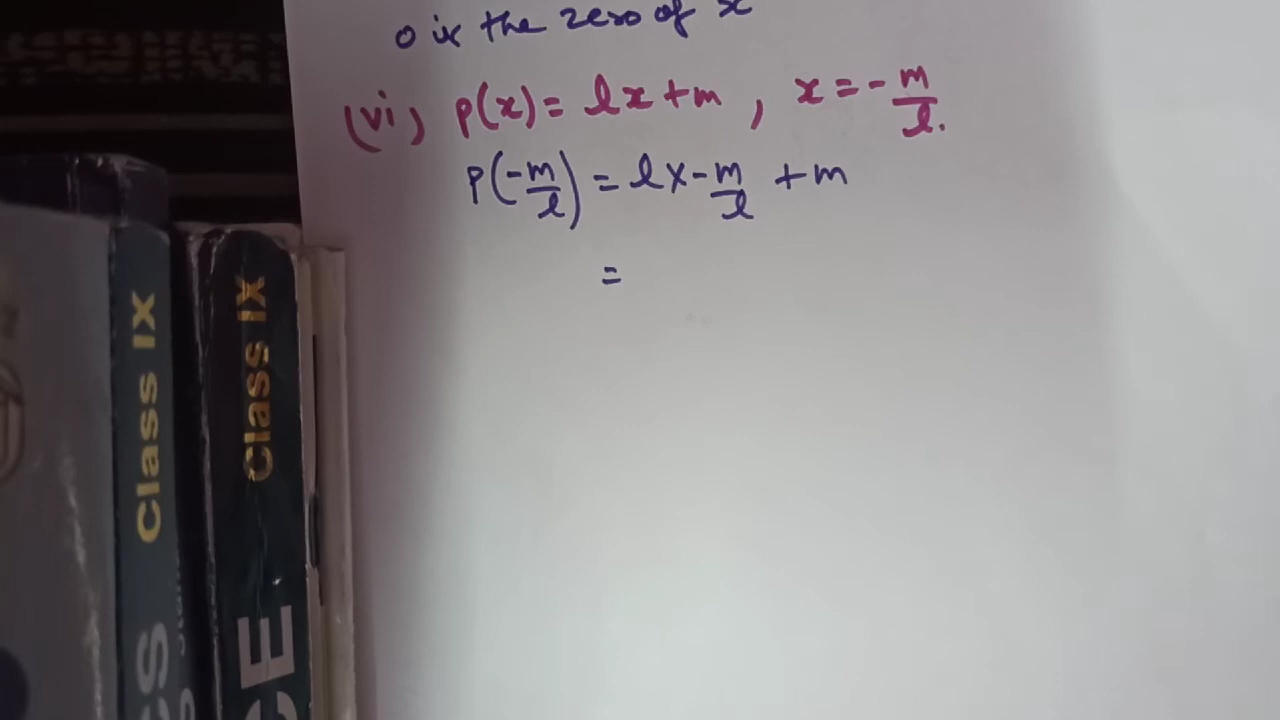 0 is the zero of x
(vi) p(x) = lx + m , x = - m/l.
p(-m/l) = l x - m/l + m
=
Class IX
Class IX